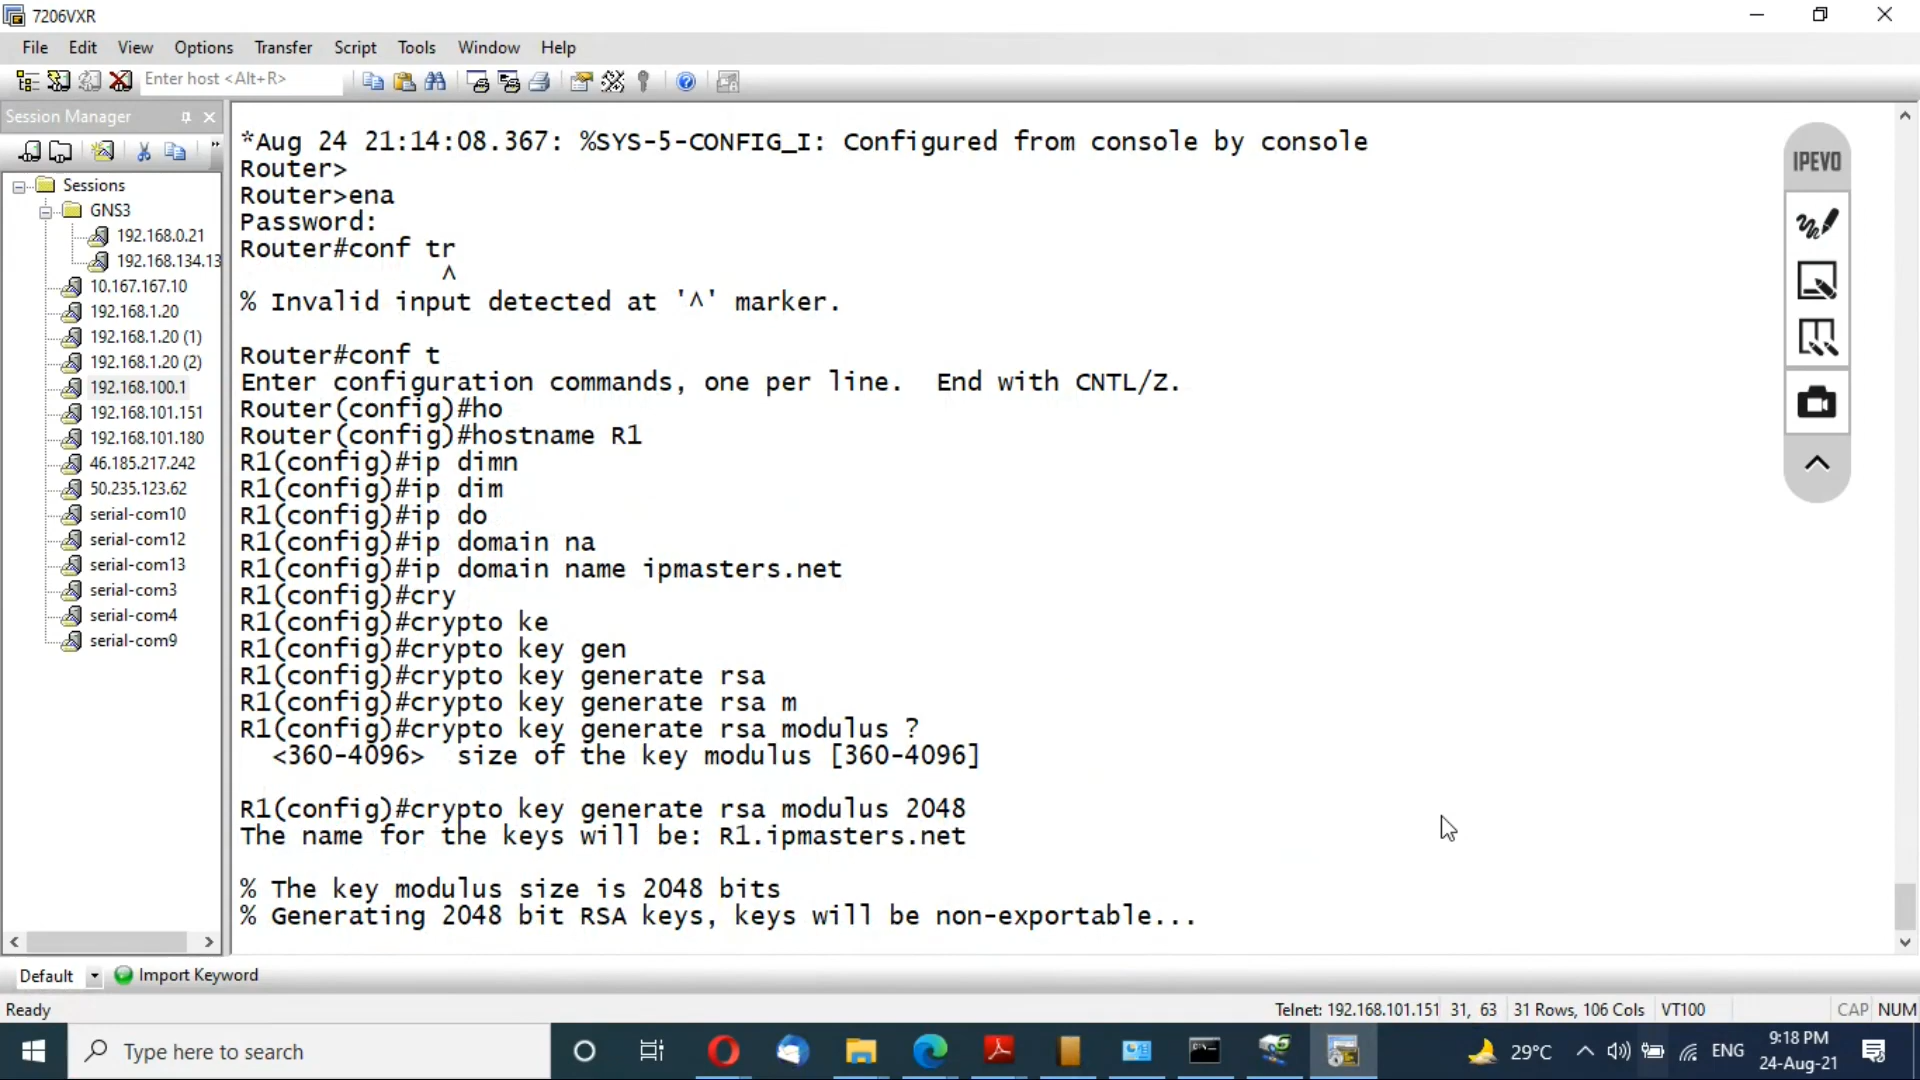 7206VXR
File Edit View Options Transfer Script Tools Window Help
Enter host <Alt+R>
Session Manager
Sessions
GNS3
192.168.0.21
192.168.134.13
10.167.167.10
192.168.1.20
192.168.1.20 (1)
192.168.1.20 (2)
192.168.100.1
192.168.101.151
192.168.101.180
46.185.217.242
50.235.123.62
serial-com10
serial-com12
serial-com13
serial-com3
serial-com4
serial-com9
*Aug 24 21:14:08.367: %SYS-5-CONFIG_I: Configured from console by console
Router>
Router>ena
Password:
Router#conf tr
^
% Invalid input detected at '^' marker.
Router#conf t
Enter configuration commands, one per line.  End with CNTL/Z.
Router(config)#ho
Router(config)#hostname R1
R1(config)#ip dimn
R1(config)#ip dim
R1(config)#ip do
R1(config)#ip domain na
R1(config)#ip domain name ipmasters.net
R1(config)#cry
R1(config)#crypto ke
R1(config)#crypto key gen
R1(config)#crypto key generate rsa
R1(config)#crypto key generate rsa m
R1(config)#crypto key generate rsa modulus ?
<360-4096>  size of the key modulus [360-4096]
R1(config)#crypto key generate rsa modulus 2048
The name for the keys will be: R1.ipmasters.net
% The key modulus size is 2048 bits
% Generating 2048 bit RSA keys, keys will be non-exportable...
IPEVO
Default Import Keyword
Ready Telnet: 192.168.101.151 31, 63 31 Rows, 106 Cols VT100 CAP NUM
Type here to search
29°C ENG
9:18 PM
24-Aug-21